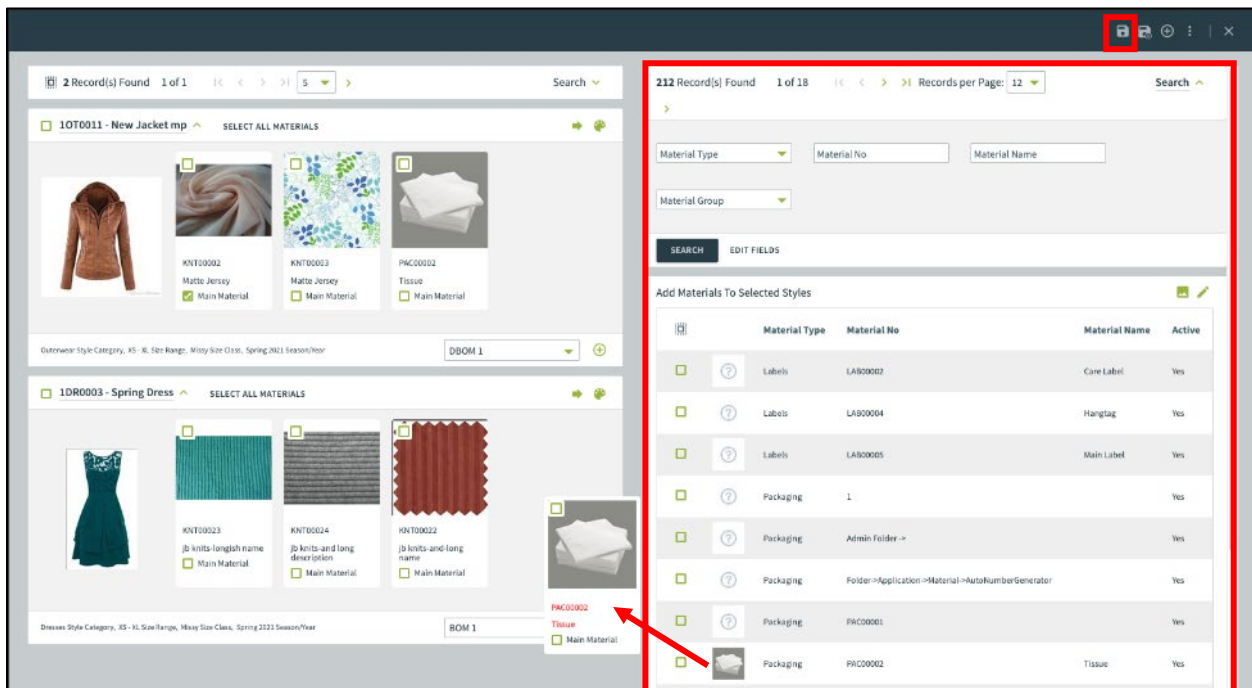 2 Record(s) Found 1 of 1 5 Search
1OT0011 - New Jacket mp SELECT ALL MATERIALS
KNT00002
Matte Jersey
Main Material
KNT00003
Matte Jersey
Main Material
PAC00002
Tissue
Main Material
Outerwear Style Category, XS - XL Size Range, Missy Size Class, Spring 2021 Season/Year
DBOM 1
1DR0003 - Spring Dress SELECT ALL MATERIALS
KNT00023
jb knits-longish name
Main Material
KNT00024
jb knits-and long
description
Main Material
KNT00022
jb knits-and-long
name
Main Material
Dresses Style Category, XS - XL Size Range, Missy Size Class, Spring 2021 Season/Year
BOM 1
PAC00002
Tissue
Main Material
212 Record(s) Found 1 of 18 Records per Page: 12 Search
Material Type Material No Material Name
Material Group
SEARCH EDIT FIELDS
Add Materials To Selected Styles
Material Type Material No Material Name Active
Labels LAB00002 Care Label Yes
Labels LAB00004 Hangtag Yes
Labels LAB00005 Main Label Yes
Packaging 1 Yes
Packaging Admin Folder -> Yes
Packaging Folder->Application->Material->AutoNumberGenerator Yes
Packaging PAC00001 Yes
Packaging PAC00002 Tissue Yes